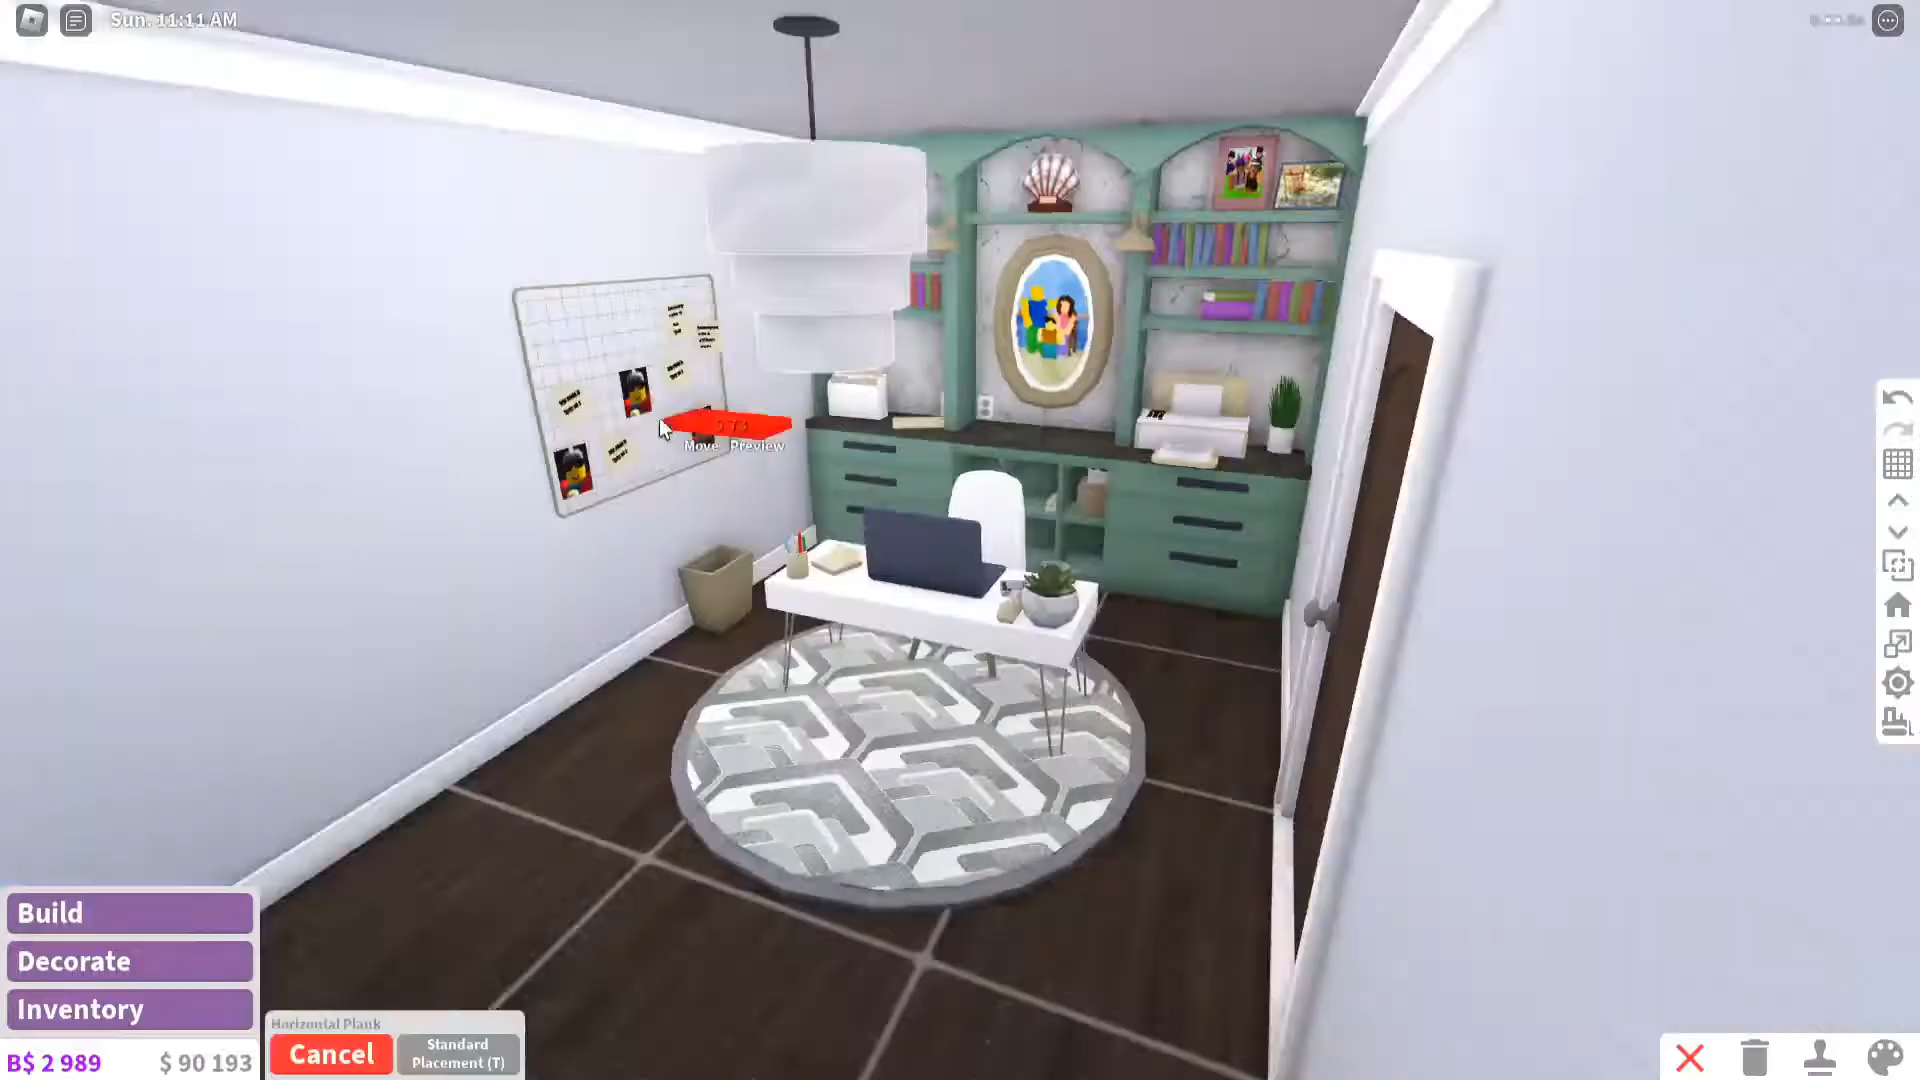 Sun. 11:11 AM
Move Preview
Build
Decorate
Inventory
Horizontal Plank
Cancel
Standard
Placement (T)
B$ 2 989
$ 90 193